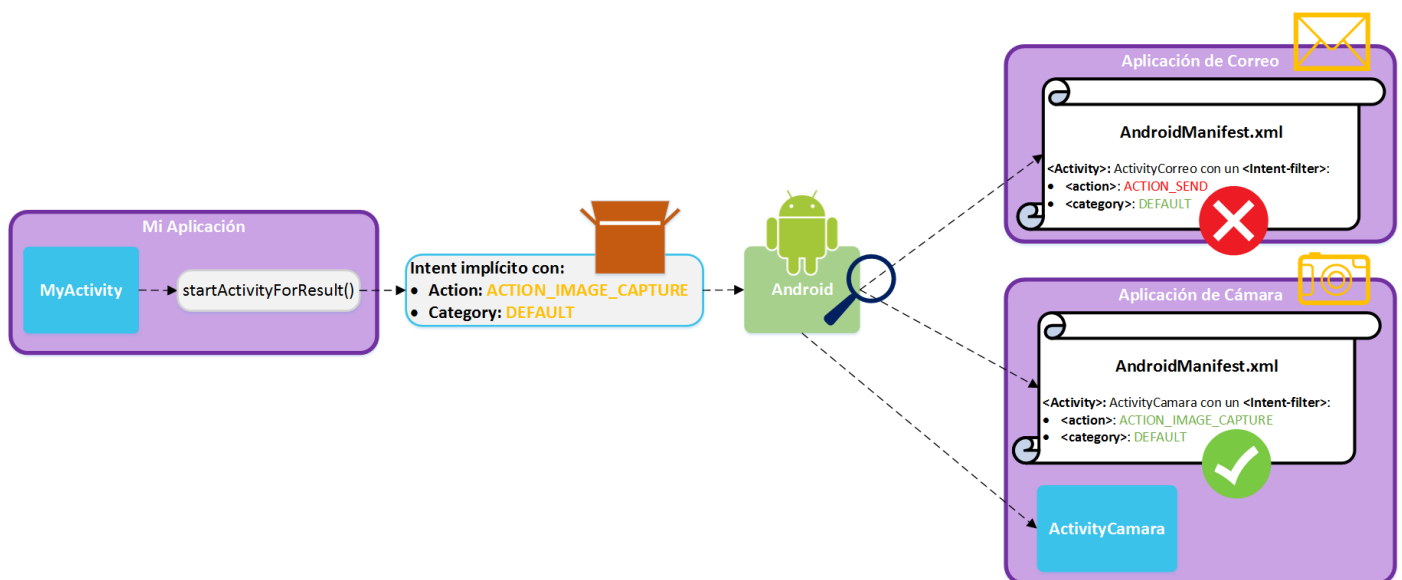 Mi Aplicación
MyActivity
startActivityForResult()
Intent implícito con:
• Action: ACTION_IMAGE_CAPTURE
• Category: DEFAULT
Android
Aplicación de Correo
AndroidManifest.xml
<Activity>: ActivityCorreo con un <Intent-filter>:
• <action>: ACTION_SEND
• <category>: DEFAULT
Aplicación de Cámara
AndroidManifest.xml
<Activity>: ActivityCamara con un <Intent-filter>:
• <action>: ACTION_IMAGE_CAPTURE
• <category>: DEFAULT
ActivityCamara